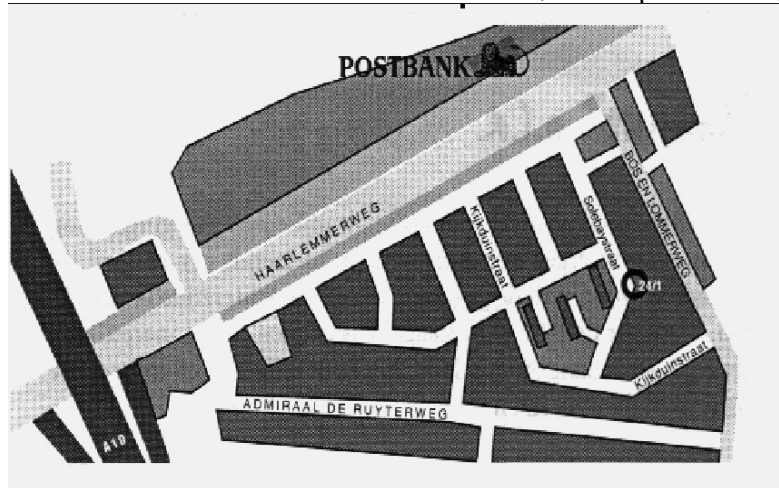 POSTBANK
HAARLEMMERWEG
BOS EN LOMMERWEG
Kijkduinstraat
Solebaystraat
24/1
Kijkduinstraat
ADMIRAAL DE RUYTERWEG
A10